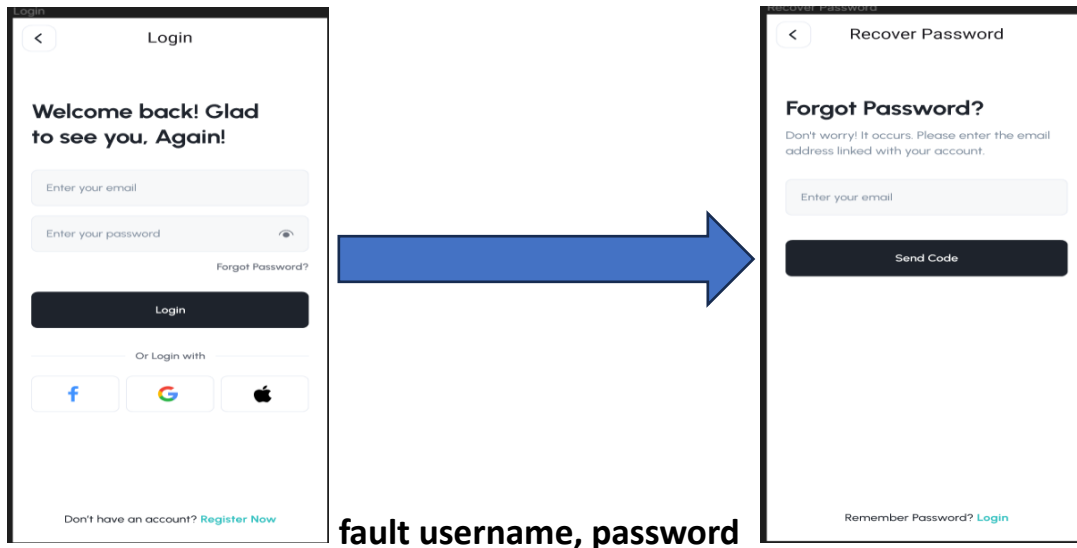 Login
Login
Welcome back! Glad
to see you, Again!
Enter your email
Enter your password
Forgot Password?
Login
Or Login with
Don't have an account? Register Now
fault username, password
Recover Password
Recover Password
Forgot Password?
Don't worry! It occurs. Please enter the email
address linked with your account.
Enter your email
Send Code
Remember Password? Login